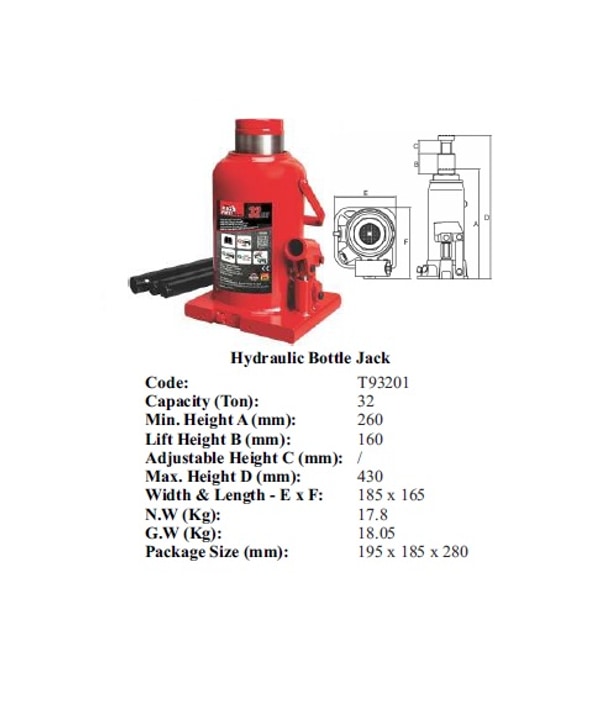 32
C
B
E
F
A
D
Hydraulic Bottle Jack
Code: T93201
Capacity (Ton): 32
Min. Height A (mm): 260
Lift Height B (mm): 160
Adjustable Height C (mm): /
Max. Height D (mm): 430
Width & Length - E x F: 185 x 165
N.W (Kg): 17.8
G.W (Kg): 18.05
Package Size (mm): 195 x 185 x 280